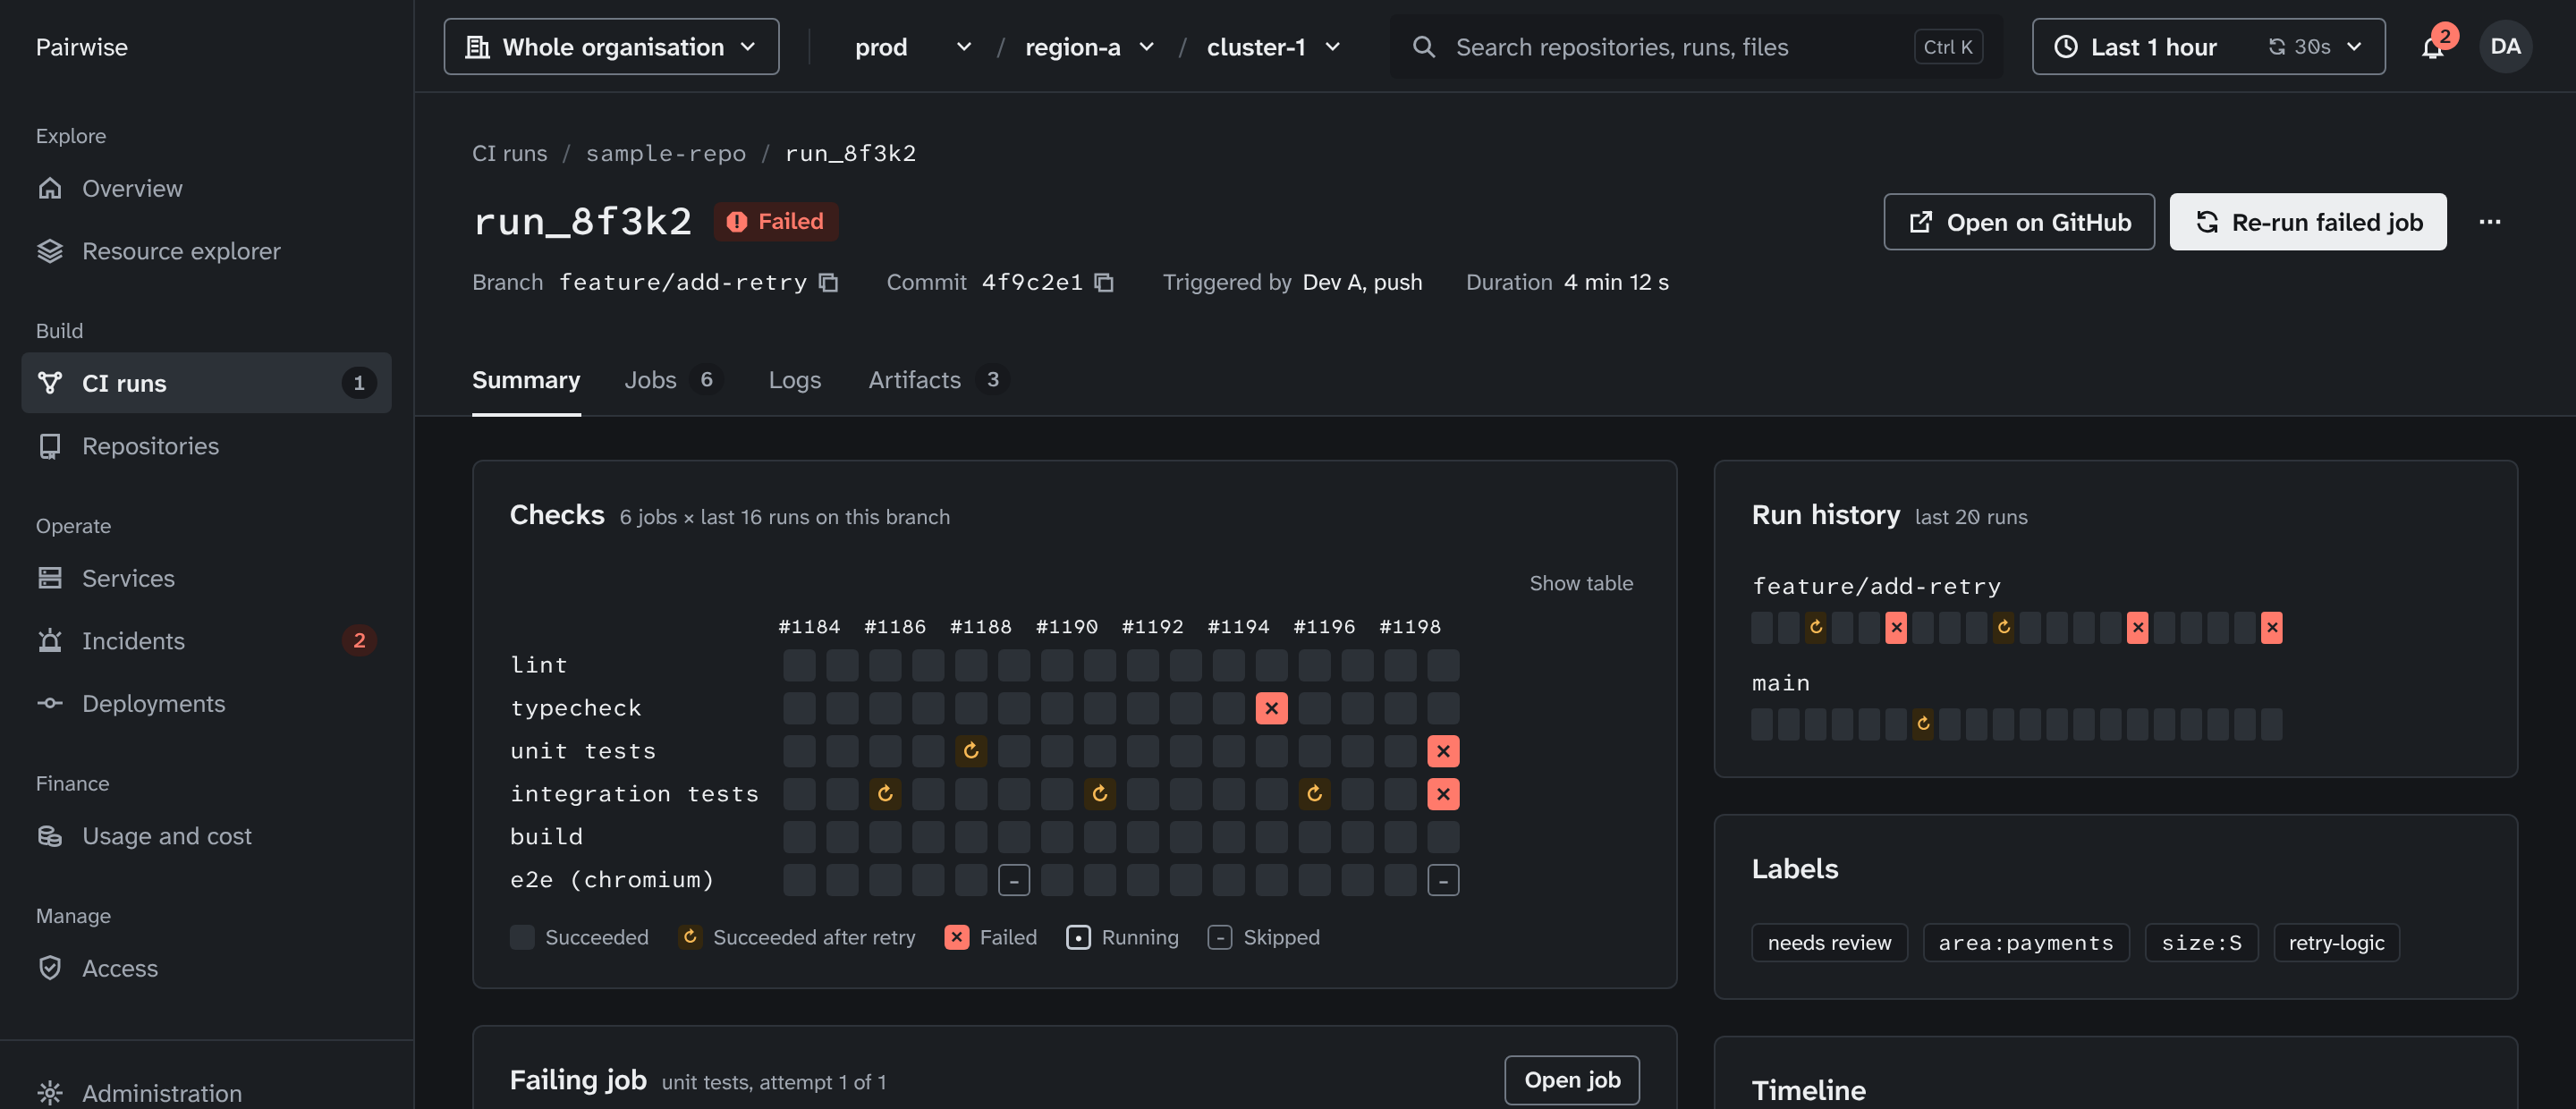 Pairwise
Explore
Overview
Resource explorer
Build
CI runs 1
Repositories
Operate
Services
Incidents 2
Deployments
Finance
Usage and cost
Manage
Access
Administration
Whole organisation prod / region-a / cluster-1 Search repositories, runs, files Ctrl K Last 1 hour 30s 2 DA
CI runs / sample-repo / run_8f3k2
run_8f3k2 Failed Open on GitHub Re-run failed job ···
Branch feature/add-retry Commit 4f9c2e1 Triggered by Dev A, push Duration 4 min 12 s
Summary Jobs 6 Logs Artifacts 3
Checks 6 jobs × last 16 runs on this branch
Show table
#1184 #1186 #1188 #1190 #1192 #1194 #1196 #1198
lint
typecheck
unit tests
integration tests
build
e2e (chromium)
Succeeded Succeeded after retry Failed Running Skipped
Failing job unit tests, attempt 1 of 1 Open job
Run history last 20 runs
feature/add-retry
main
Labels
needs review area:payments size:S retry-logic
Timeline